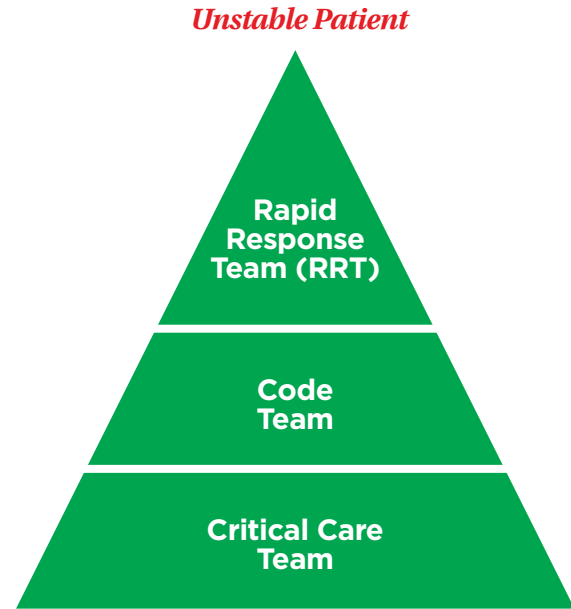 Unstable Patient
Rapid
Response
Team (RRT)
Code
Team
Critical Care
Team